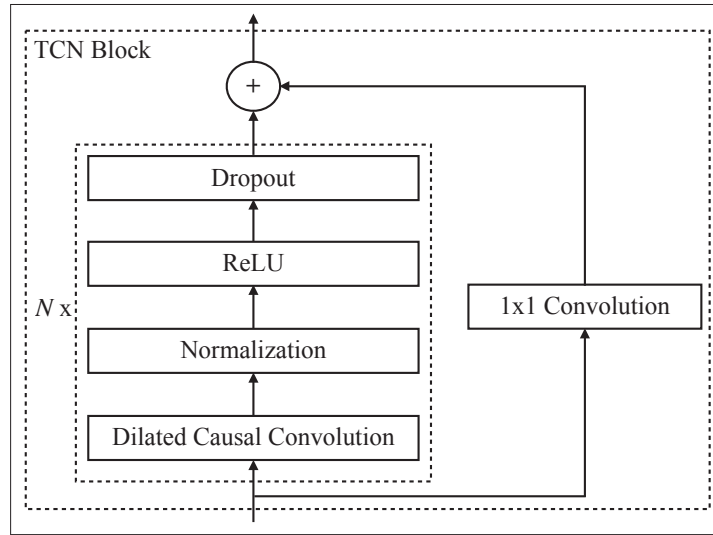 TCN Block
+
Dropout
ReLU
N x
1x1 Convolution
Normalization
Dilated Causal Convolution